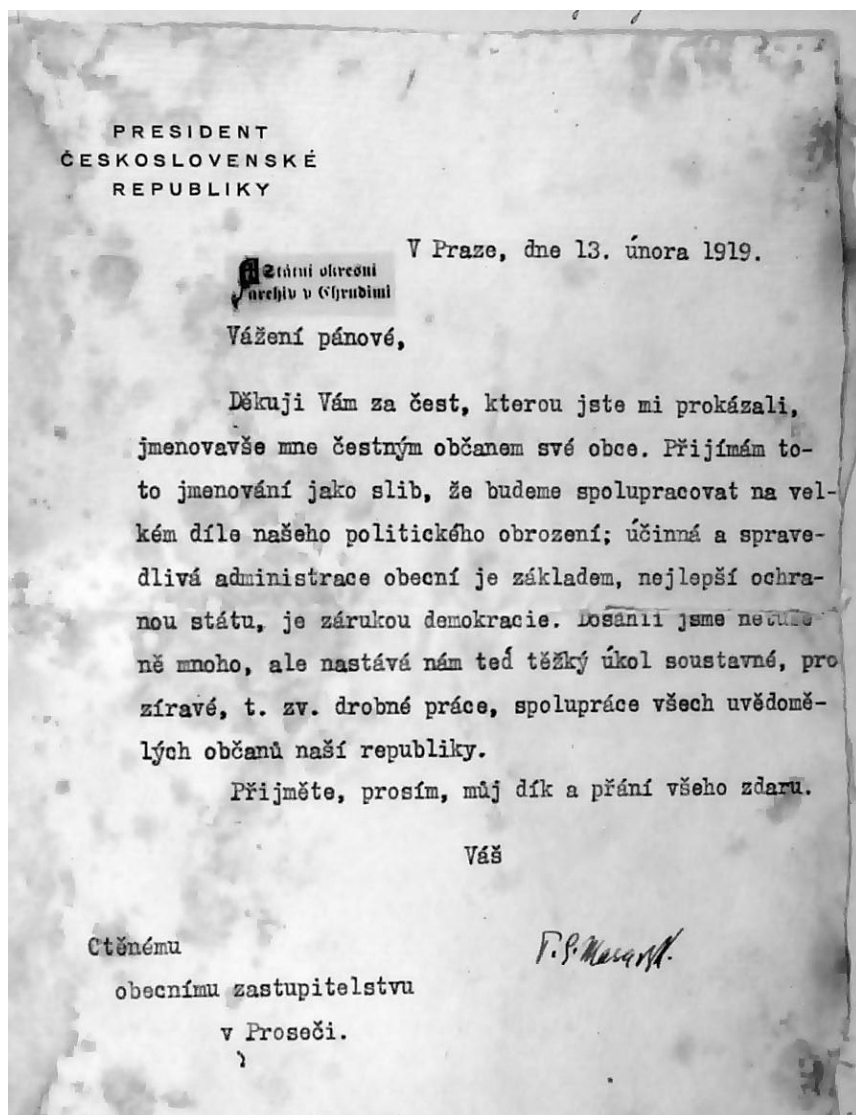 PRESIDENT
ČESKOSLOVENSKÉ
REPUBLIKY
V Praze, dne 13. února 1919.
Státní okresní
archiv v Chrudimi
Vážení pánové,
Děkuji Vám za čest, kterou jste mi prokázali,
jmenovavše mne čestným občanem své obce. Přijímám to-
to jmenování jako slib, že budeme spolupracovat na vel-
kém díle našeho politického obrození; účinná a sprave-
dlivá administrace obecní je základem, nejlepší ochra-
nou státu, je zárukou demokracie. jsme
ně mnoho, ale nastává nám teď těžký úkol soustavné, pro
zíravé, t. zv. drobné práce, spolupráce všech uvědomě-
lých občanů naší republiky.
Přijměte, prosím, můj dík a přání všeho zdaru.
Váš
T.G.Masaryk.
Ctěnému
obecnímu zastupitelstvu
v Proseči.